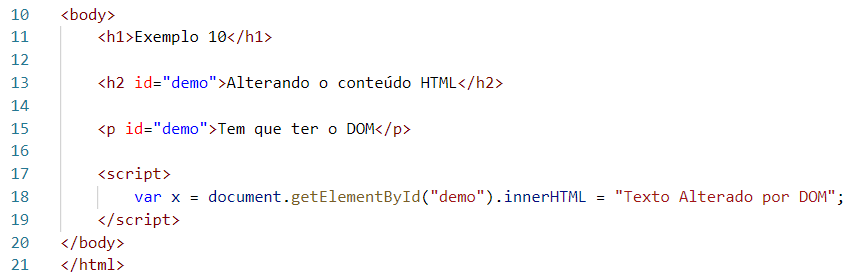 10 <body>
11 <h1>Exemplo 10</h1>
12
13 <h2 id="demo">Alterando o conteúdo HTML</h2>
14
15 <p id="demo">Tem que ter o DOM</p>
16
17 <script>
18 var x = document.getElementById("demo").innerHTML = "Texto Alterado por DOM";
19 </script>
20 </body>
21 </html>